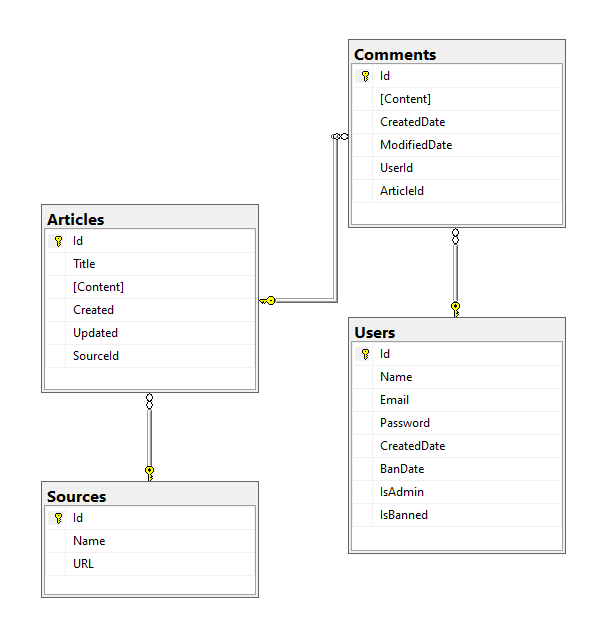 Comments
Id
[Content]
CreatedDate
ModifiedDate
UserId
ArticleId
Articles
Id
Title
[Content]
Created
Updated
SourceId
Users
Id
Name
Email
Password
CreatedDate
BanDate
IsAdmin
IsBanned
Sources
Id
Name
URL